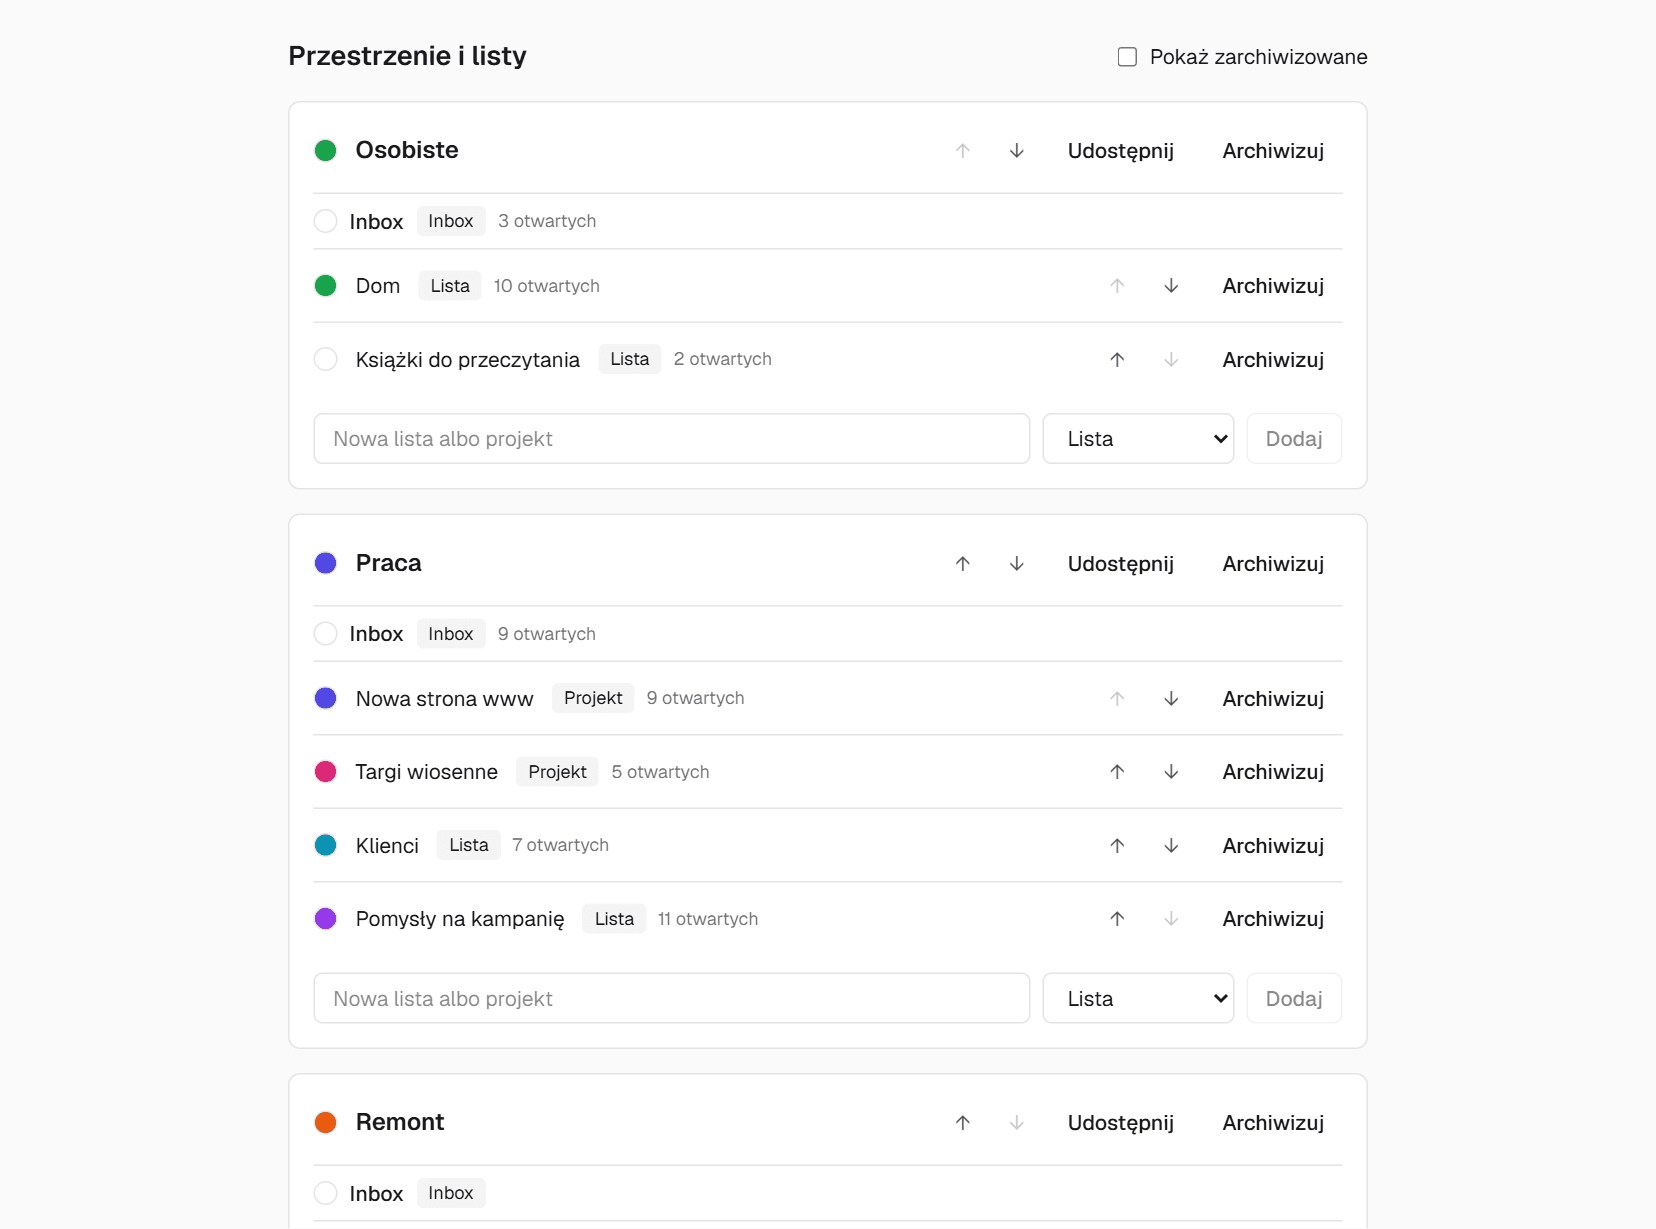 Przestrzenie i listy
Pokaż zarchiwizowane
Osobiste ↑ ↓ Udostępnij Archiwizuj
Inbox Inbox 3 otwartych
Dom Lista 10 otwartych ↑ ↓ Archiwizuj
Książki do przeczytania Lista 2 otwartych ↑ ↓ Archiwizuj
Nowa lista albo projekt Lista Dodaj
Praca ↑ ↓ Udostępnij Archiwizuj
Inbox Inbox 9 otwartych
Nowa strona www Projekt 9 otwartych ↑ ↓ Archiwizuj
Targi wiosenne Projekt 5 otwartych ↑ ↓ Archiwizuj
Klienci Lista 7 otwartych ↑ ↓ Archiwizuj
Pomysły na kampanię Lista 11 otwartych ↑ ↓ Archiwizuj
Nowa lista albo projekt Lista Dodaj
Remont ↑ ↓ Udostępnij Archiwizuj
Inbox Inbox